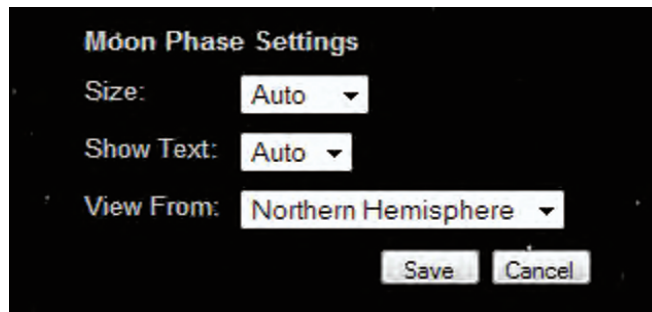 Moon Phase Settings
Size: Auto
Show Text: Auto
View From: Northern Hemisphere
Save Cancel